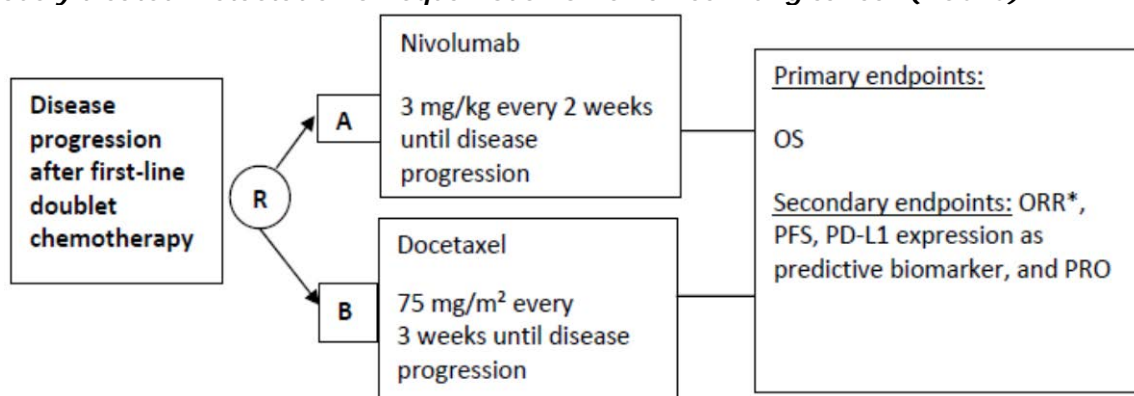 Disease
progression
after first-line
doublet
chemotherapy
R
A
Nivolumab
3 mg/kg every 2 weeks
until disease
progression
B
Docetaxel
75 mg/m² every
3 weeks until disease
progression
Primary endpoints:
OS
Secondary endpoints: ORR*,
PFS, PD-L1 expression as
predictive biomarker, and PRO